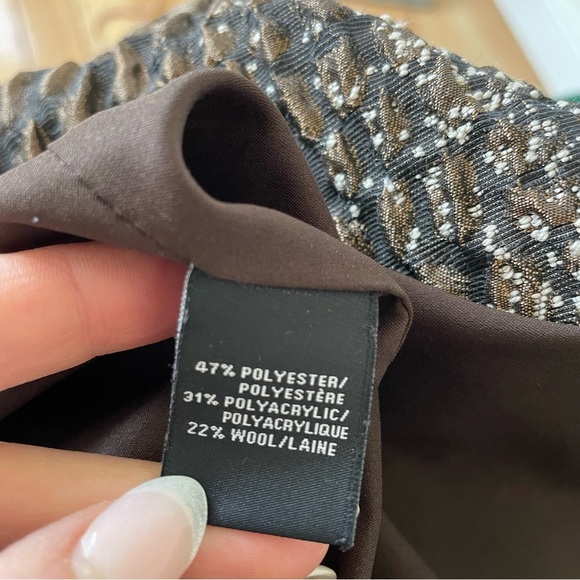 47% POLYESTER/
POLYESTÈRE
31% POLYACRYLIC/
POLYACRYLIQUE
22% WOOL/LAINE